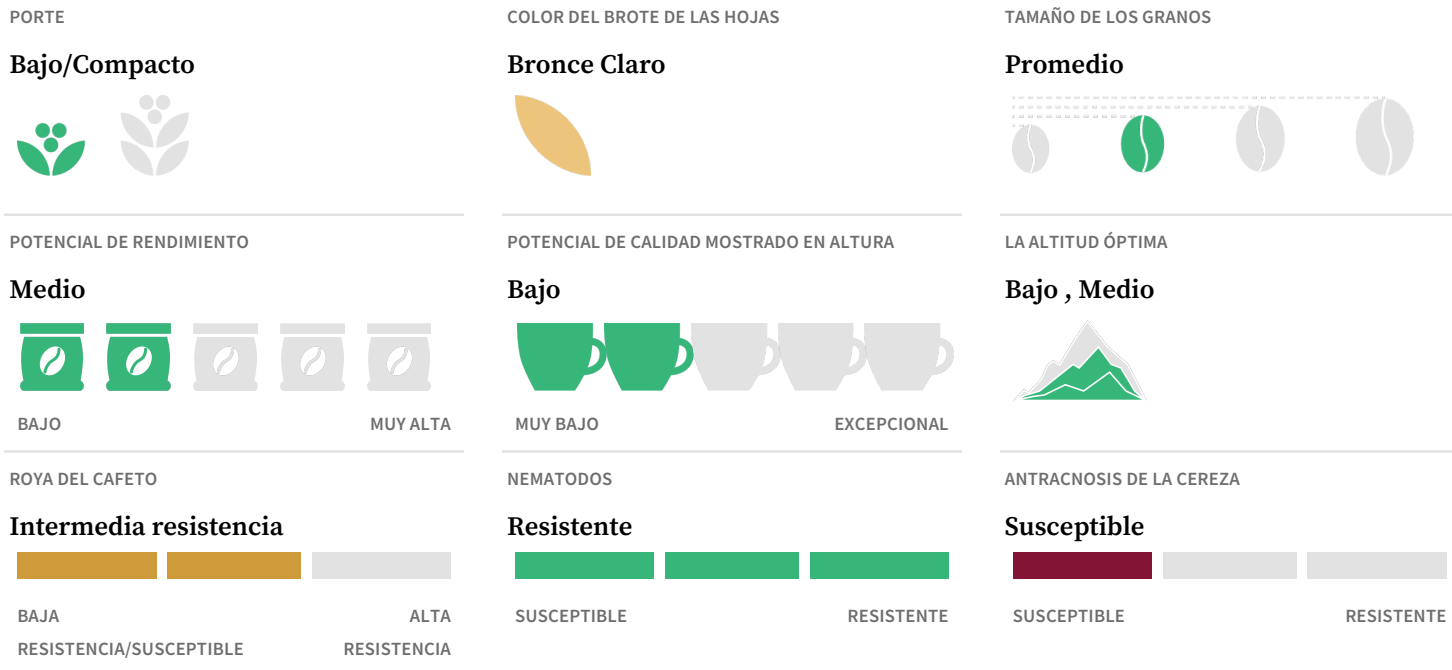 PORTE
Bajo/Compacto
COLOR DEL BROTE DE LAS HOJAS
Bronce Claro
TAMAÑO DE LOS GRANOS
Promedio
POTENCIAL DE RENDIMIENTO
Medio
BAJO
MUY ALTA
POTENCIAL DE CALIDAD MOSTRADO EN ALTURA
Bajo
MUY BAJO
EXCEPCIONAL
LA ALTITUD ÓPTIMA
Bajo , Medio
ROYA DEL CAFETO
Intermedia resistencia
BAJA
RESISTENCIA/SUSCEPTIBLE
ALTA
RESISTENCIA
NEMATODOS
Resistente
SUSCEPTIBLE
RESISTENTE
ANTRACNOSIS DE LA CEREZA
Susceptible
SUSCEPTIBLE
RESISTENTE